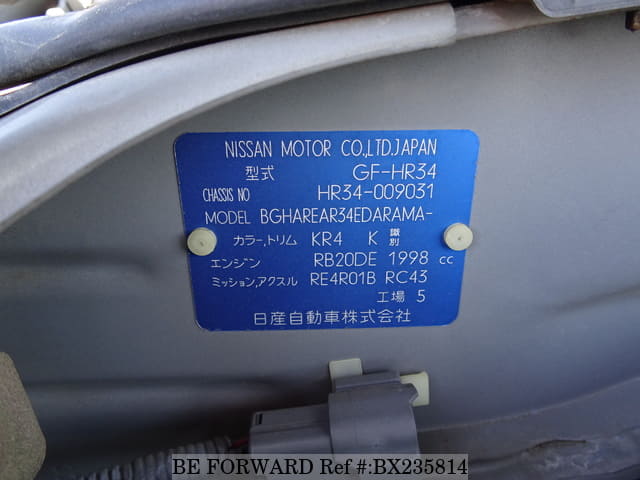 NISSAN MOTOR CO.,LTD.JAPAN
型式 GF-HR34
CHASSIS NO HR34-009031
MODEL BGHAREAR34EDARAMA-
カラー,トリム KR4 K 識別
エンジン RB20DE 1998 cc
ミッション,アクスル RE4R01B RC43
工場 5
日産自動車株式会社
BE FORWARD Ref #:BX235814